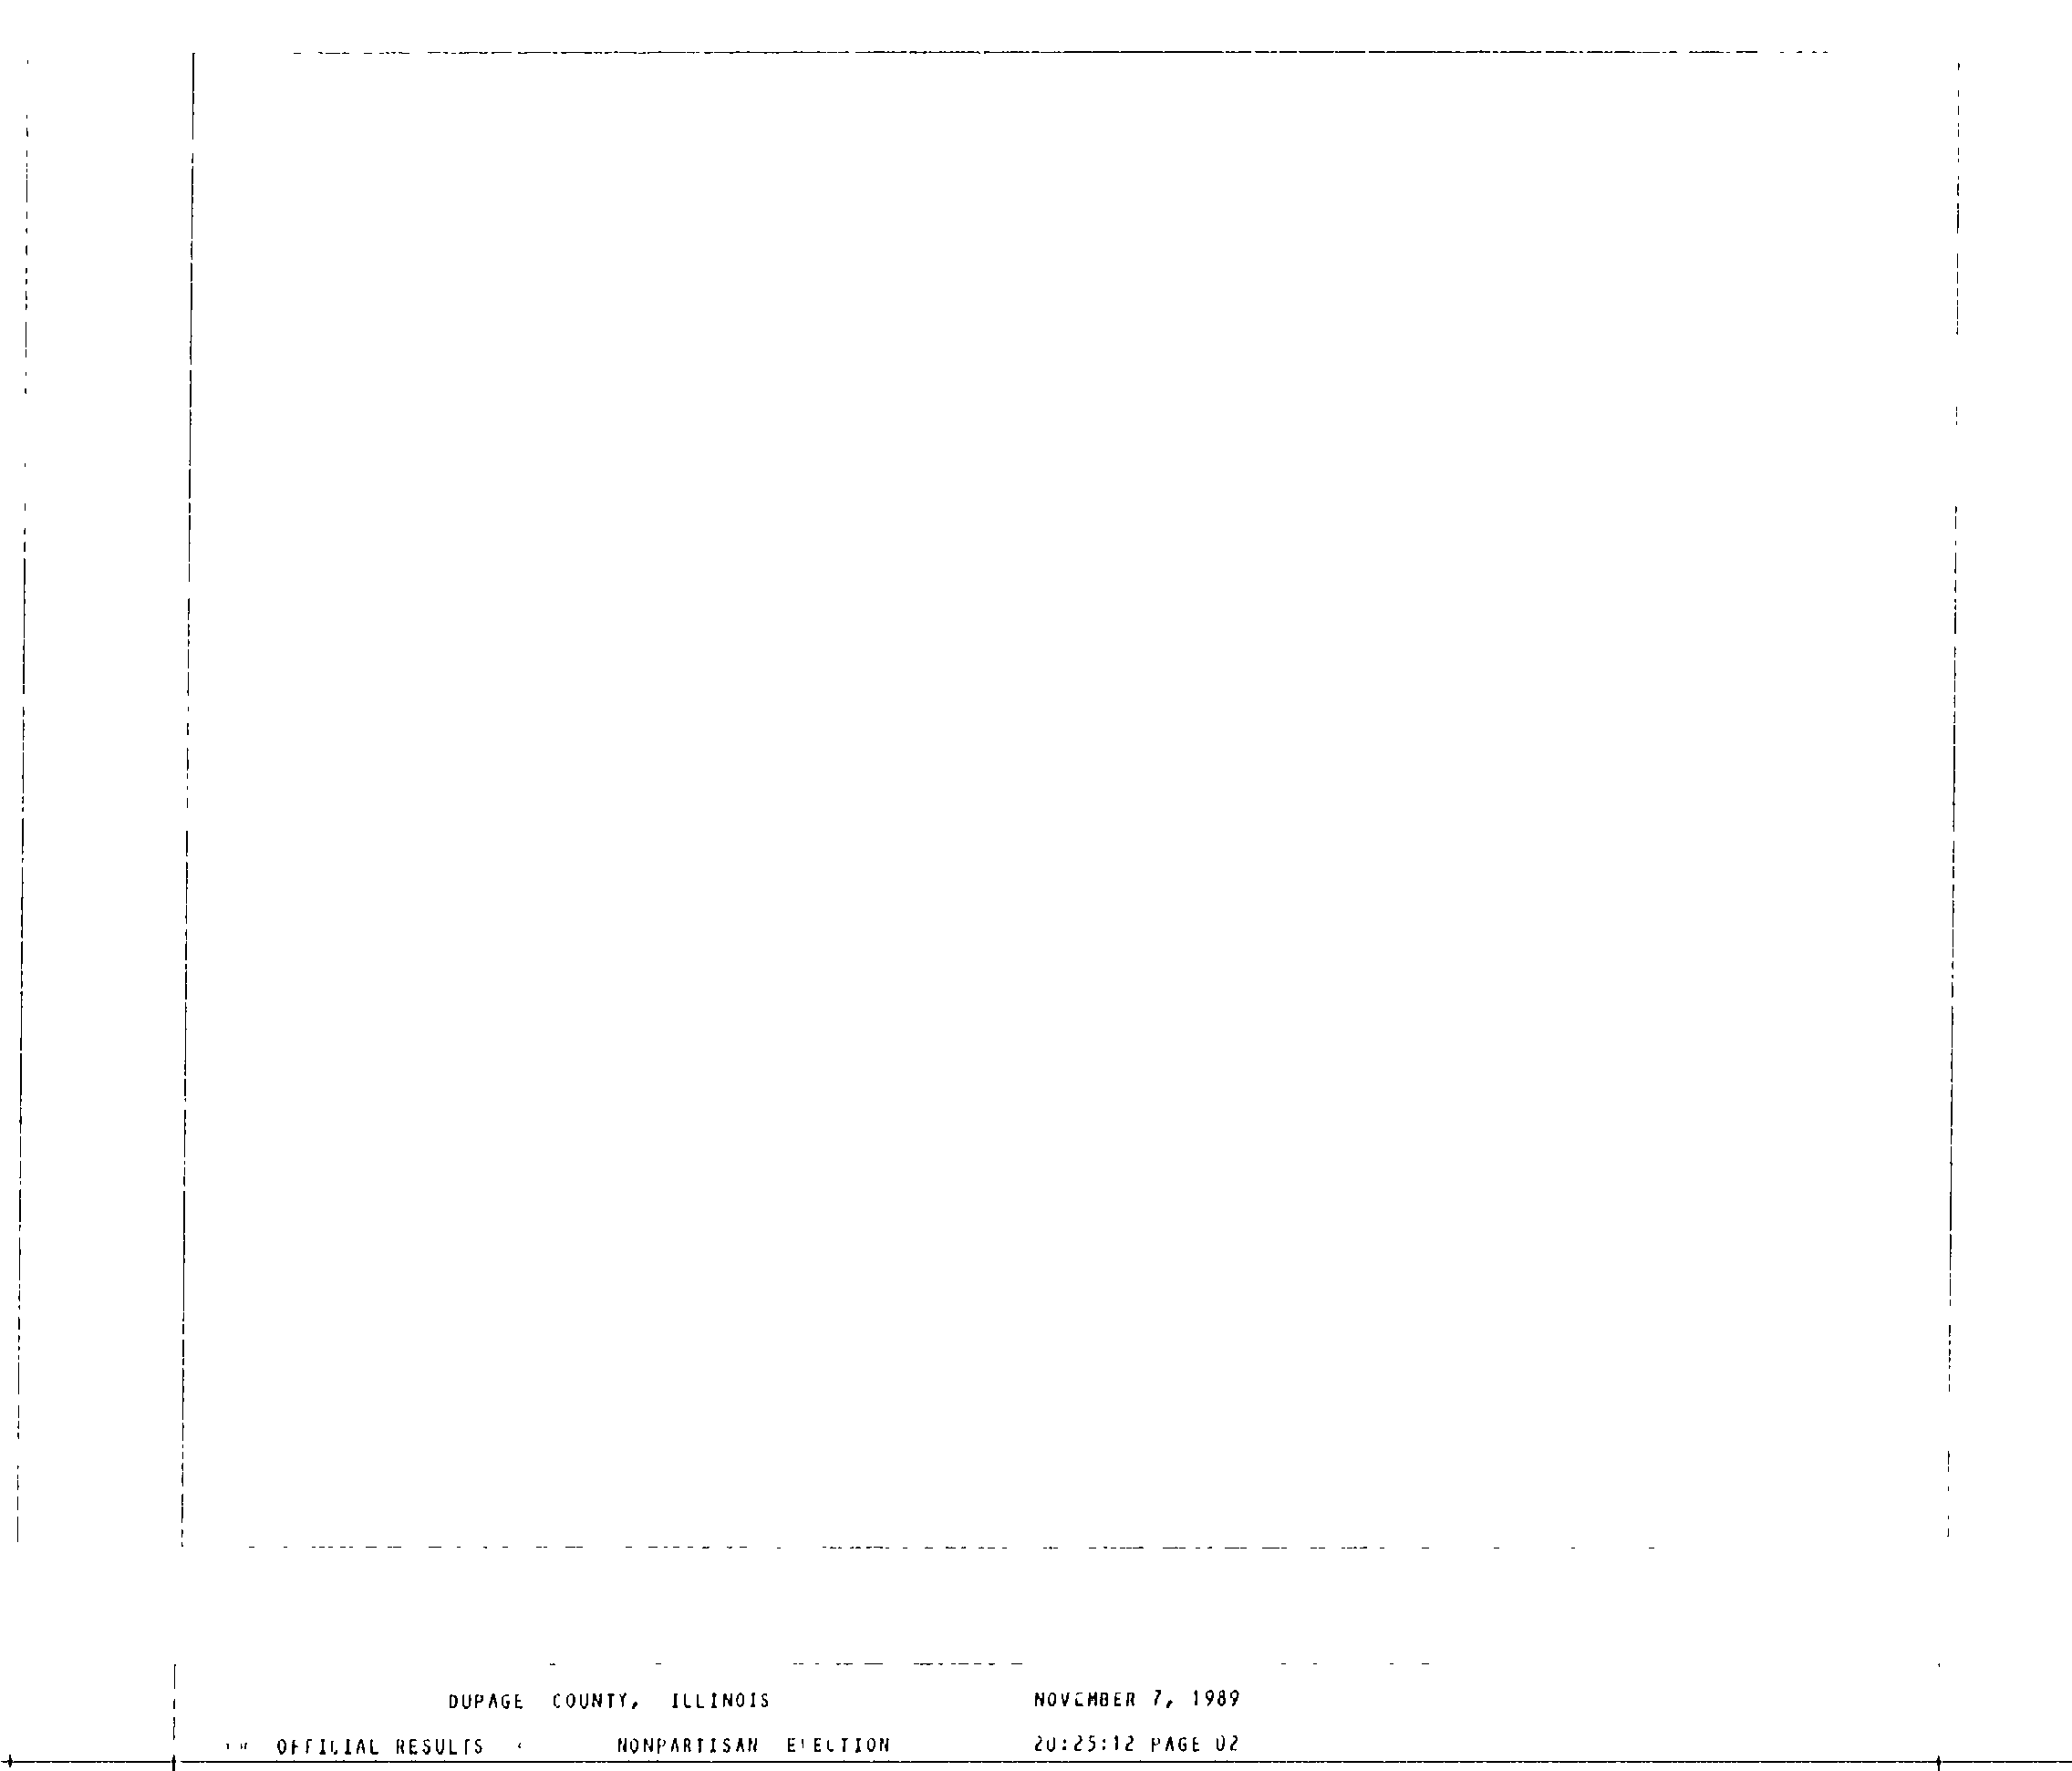 DUPAGE COUNTY, ILLINOIS NOVEMBER 7, 1989
OFFICIAL RESULTS NONPARTISAN ELECTION 20:25:12 PAGE 02